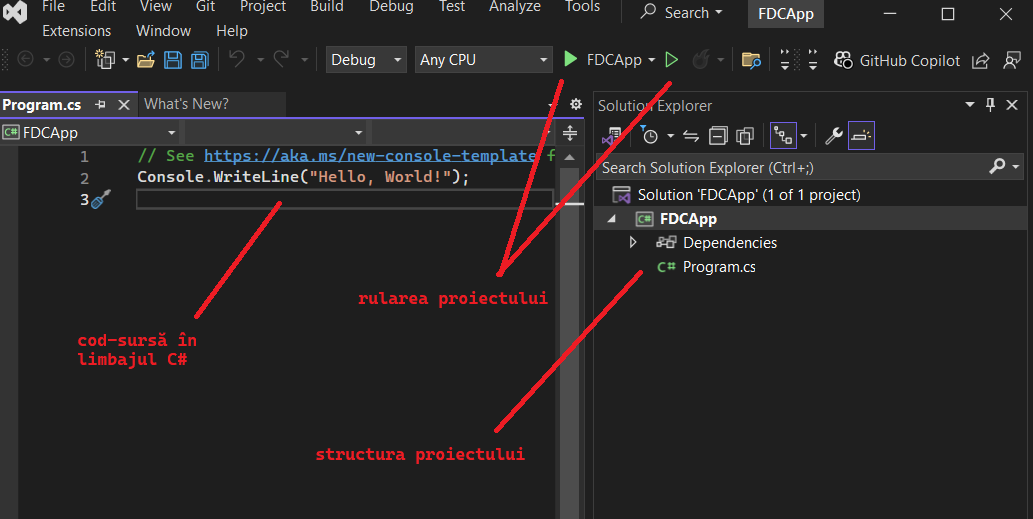 File Edit View Git Project Build Debug Test Analyze Tools Search FDCApp
Extensions Window Help
Debug Any CPU FDCApp GitHub Copilot
Program.cs What's New?
Solution Explorer
FDCApp
Search Solution Explorer (Ctrl+;)
1 // See https://aka.ms/new-console-template f
2 Console.WriteLine("Hello, World!");
3
Solution 'FDCApp' (1 of 1 project)
C# FDCApp
Dependencies
C# Program.cs
rularea proiectului
cod-sursă în
limbajul C#
structura proiectului